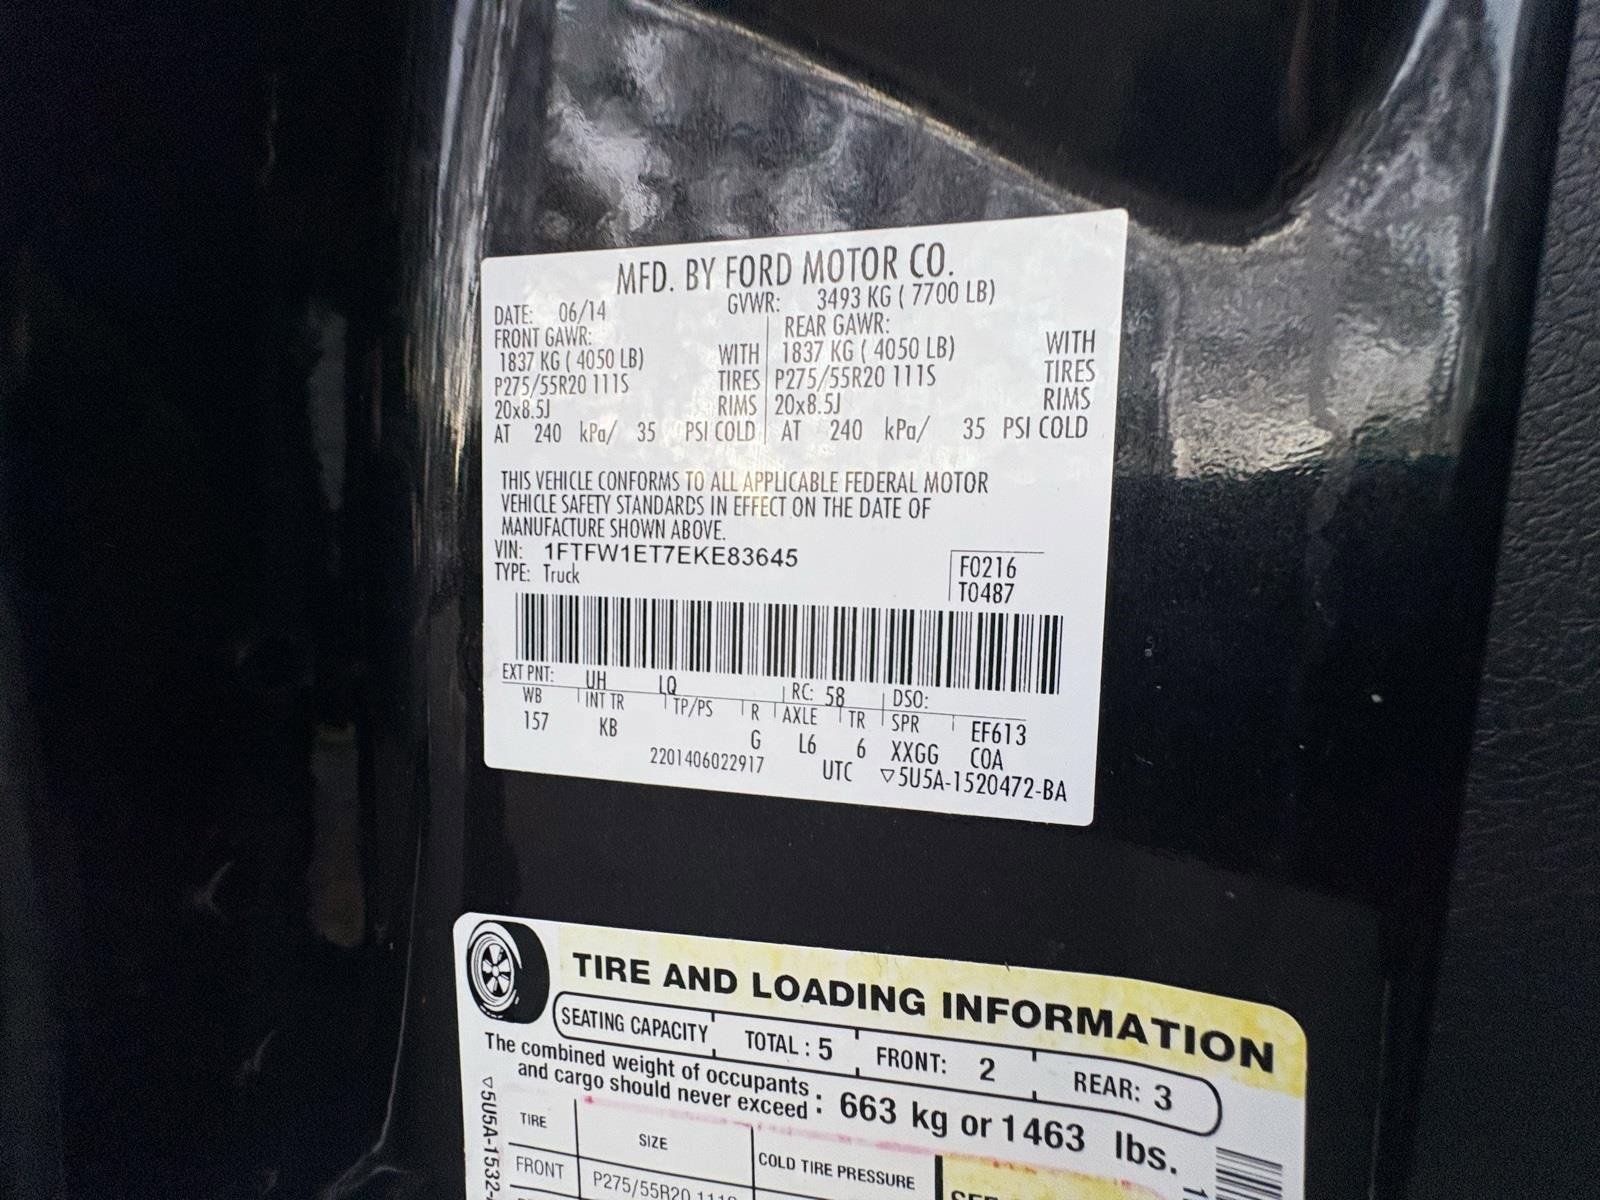 MFD. BY FORD MOTOR CO.
DATE: 06/14 GVWR: 3493 KG ( 7700 LB)
FRONT GAWR: REAR GAWR:
1837 KG ( 4050 LB) WITH 1837 KG ( 4050 LB) WITH
P275/55R20 111S TIRES P275/55R20 111S TIRES
20x8.5J RIMS 20x8.5J RIMS
AT 240 kPa/ 35 PSI COLD AT 240 kPa/ 35 PSI COLD
THIS VEHICLE CONFORMS TO ALL APPLICABLE FEDERAL MOTOR
VEHICLE SAFETY STANDARDS IN EFFECT ON THE DATE OF
MANUFACTURE SHOWN ABOVE.
VIN: 1FTFW1ET7EKE83645
TYPE: Truck
F0216
T0487
EXT PNT: UH LQ RC: 58 DSO:
WB INT TR TP/PS R AXLE TR SPR EF613
157 KB G L6 6 XXGG COA
2201406022917 UTC ▽5U5A-1520472-BA
TIRE AND LOADING INFORMATION
SEATING CAPACITY TOTAL : 5 FRONT: 2 REAR: 3
The combined weight of occupants
and cargo should never exceed : 663 kg or 1463 lbs.
TIRE SIZE COLD TIRE PRESSURE
FRONT P275/55R20 111S
▽5U5A-1532-